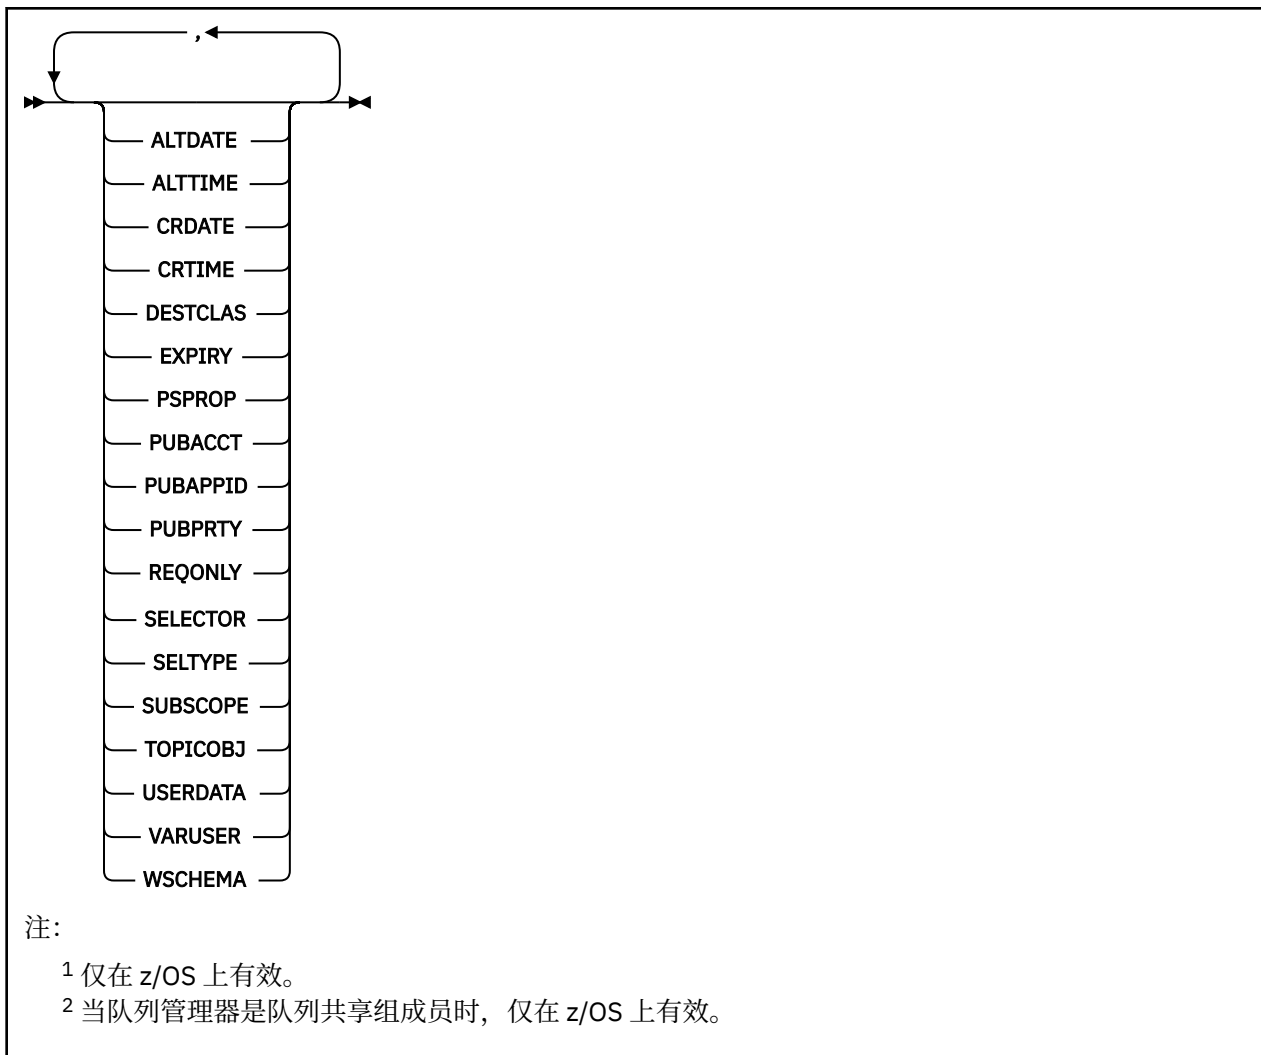 ,
ALTDATE
ALTTIME
CRDATE
CRTIME
DESTCLAS
EXPIRY
PSPROP
PUBACCT
PUBAPPID
PUBPRTY
REQONLY
SELECTOR
SELTYPE
SUBSCOPE
TOPICOBJ
USERDATA
VARUSER
WSCHEMA
注：
1 仅在 z/OS 上有效。
2 当队列管理器是队列共享组成员时，仅在 z/OS 上有效。